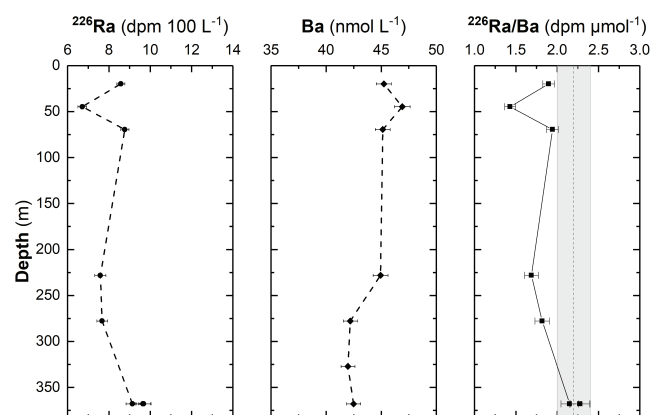 ²²⁶Ra (dpm 100 L⁻¹)
6 8 10 12 14
Ba (nmol L⁻¹)
35 40 45 50
²²⁶Ra/Ba (dpm µmol⁻¹)
1.0 1.5 2.0 2.5 3.0
Depth (m)
0
50
100
150
200
250
300
350